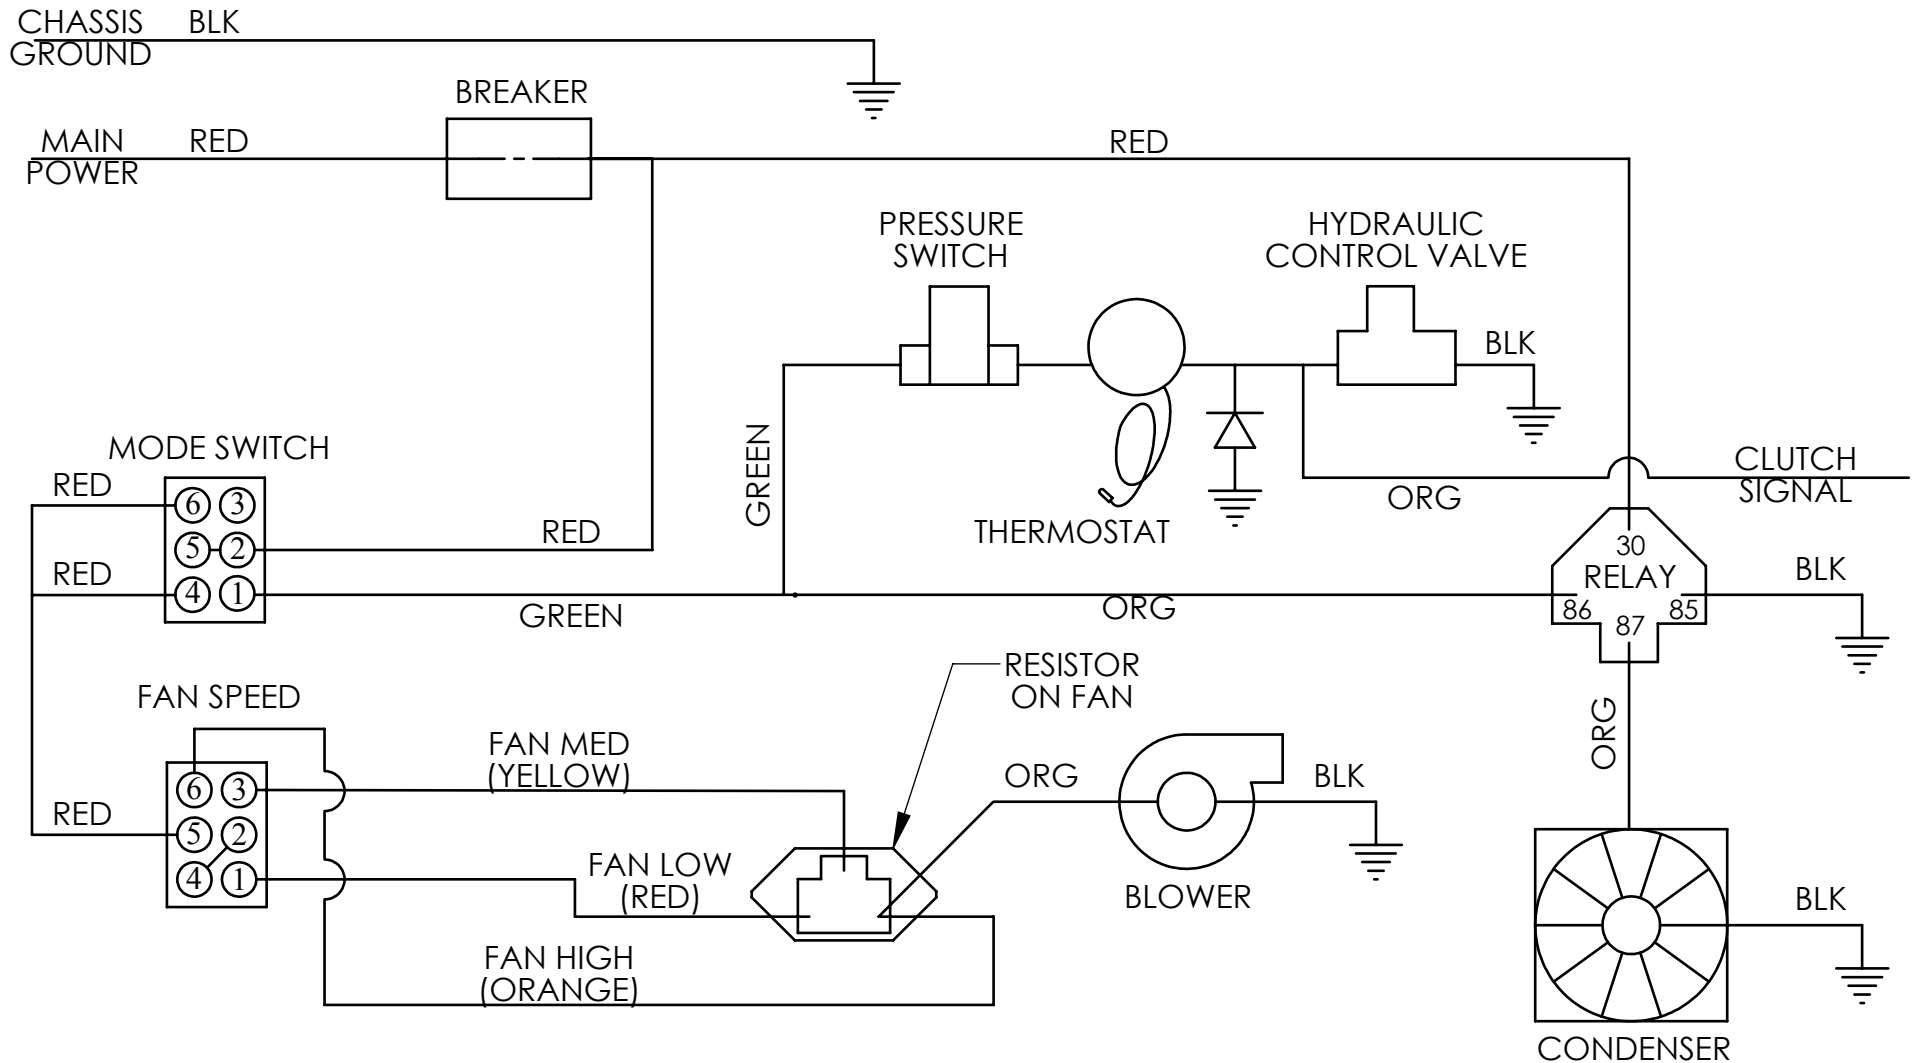 CHASSIS BLK
GROUND
BREAKER
MAIN RED
POWER
RED
PRESSURE
SWITCH
HYDRAULIC
CONTROL VALVE
BLK
MODE SWITCH
RED
6 3
5 2
RED
4 1
RED
GREEN
GREEN
THERMOSTAT
ORG
CLUTCH
SIGNAL
30
RELAY
86 85
87
BLK
ORG
RESISTOR
ON FAN
FAN SPEED
6 3
5 2
4 1
RED
FAN MED
(YELLOW)
FAN LOW
(RED)
FAN HIGH
(ORANGE)
ORG
BLK
BLOWER
ORG
BLK
CONDENSER